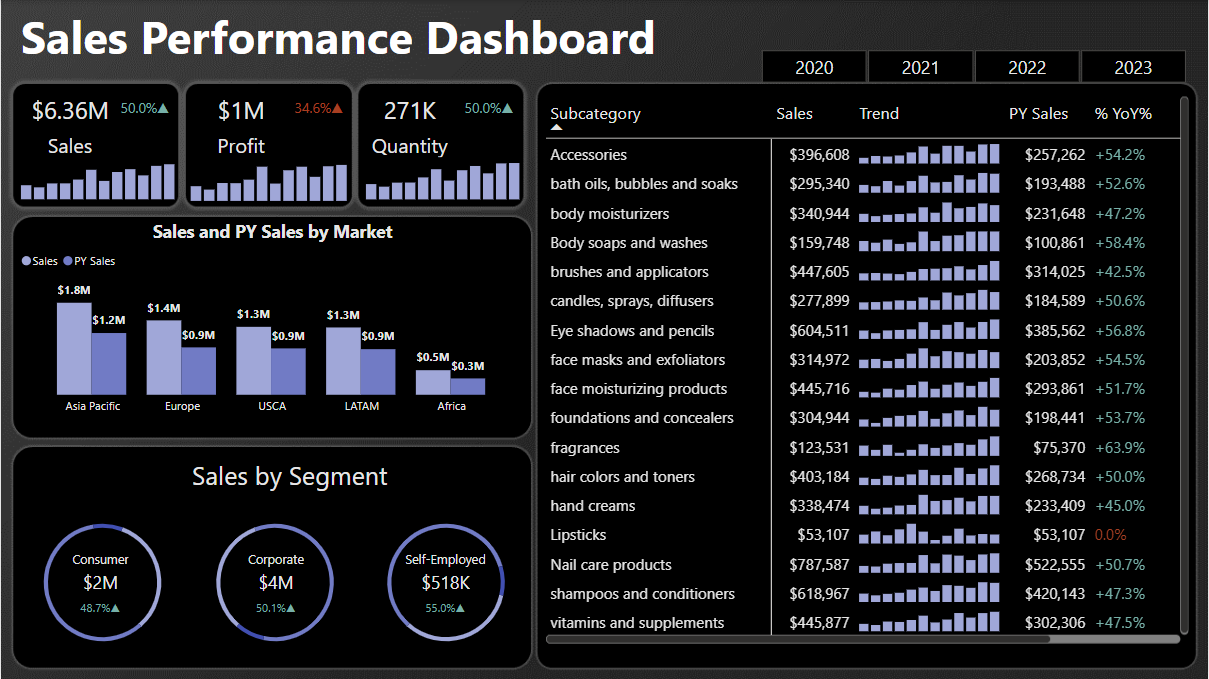 Sales Performance Dashboard
2020 2021 2022 2023
$6.36M 50.0%▲
Sales
$1M 34.6%▲
Profit
271K 50.0%▲
Quantity
Sales and PY Sales by Market
Sales PY Sales
$1.8M $1.2M $1.4M $0.9M $1.3M $0.9M $1.3M $0.9M $0.5M $0.3M
Asia Pacific Europe USCA LATAM Africa
Sales by Segment
Consumer
$2M
48.7%▲
Corporate
$4M
50.1%▲
Self-Employed
$518K
55.0%▲
Subcategory Sales Trend PY Sales % YoY%
Accessories $396,608 $257,262 +54.2%
bath oils, bubbles and soaks $295,340 $193,488 +52.6%
body moisturizers $340,944 $231,648 +47.2%
Body soaps and washes $159,748 $100,861 +58.4%
brushes and applicators $447,605 $314,025 +42.5%
candles, sprays, diffusers $277,899 $184,589 +50.6%
Eye shadows and pencils $604,511 $385,562 +56.8%
face masks and exfoliators $314,972 $203,852 +54.5%
face moisturizing products $445,716 $293,861 +51.7%
foundations and concealers $304,944 $198,441 +53.7%
fragrances $123,531 $75,370 +63.9%
hair colors and toners $403,184 $268,734 +50.0%
hand creams $338,474 $233,409 +45.0%
Lipsticks $53,107 $53,107 0.0%
Nail care products $787,587 $522,555 +50.7%
shampoos and conditioners $618,967 $420,143 +47.3%
vitamins and supplements $445,877 $302,306 +47.5%